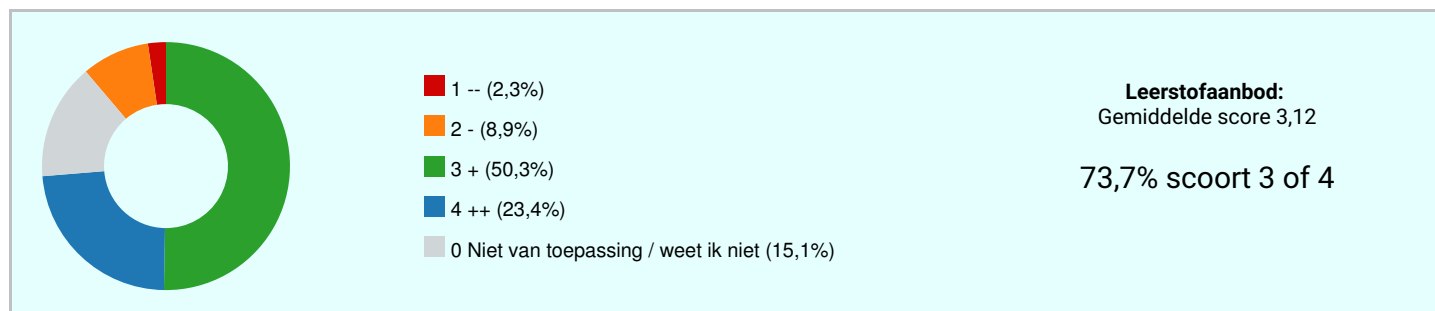 1 -- (2,3%)
2 - (8,9%)
3 + (50,3%)
4 ++ (23,4%)
0 Niet van toepassing / weet ik niet (15,1%)
Leerstofaanbod:
Gemiddelde score 3,12
73,7% scoort 3 of 4